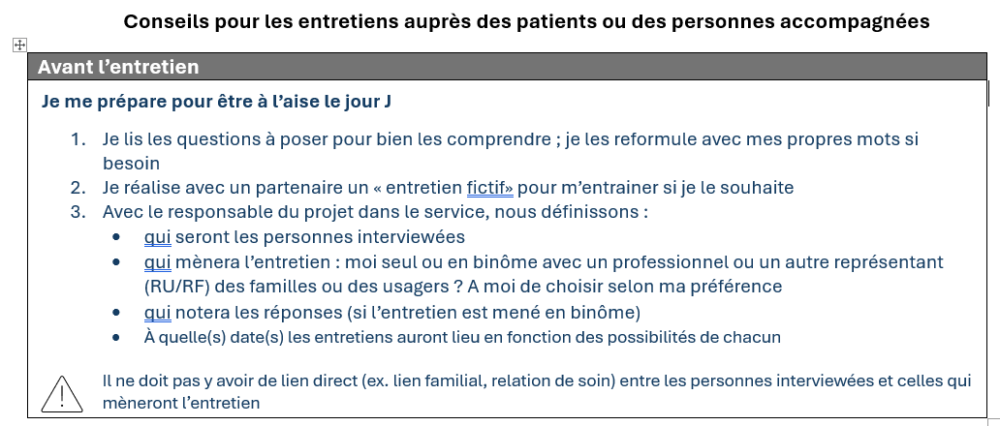 Conseils pour les entretiens auprès des patients ou des personnes accompagnées
Avant l'entretien
Je me prépare pour être à l'aise le jour J
1. Je lis les questions à poser pour bien les comprendre ; je les reformule avec mes propres mots si
besoin
2. Je réalise avec un partenaire un « entretien fictif» pour m'entrainer si je le souhaite
3. Avec le responsable du projet dans le service, nous définissons :
• qui seront les personnes interviewées
• qui mènera l'entretien : moi seul ou en binôme avec un professionnel ou un autre représentant
(RU/RF) des familles ou des usagers ? A moi de choisir selon ma préférence
• qui notera les réponses (si l'entretien est mené en binôme)
• À quelle(s) date(s) les entretiens auront lieu en fonction des possibilités de chacun
Il ne doit pas y avoir de lien direct (ex. lien familial, relation de soin) entre les personnes interviewées et celles qui
mèneront l'entretien